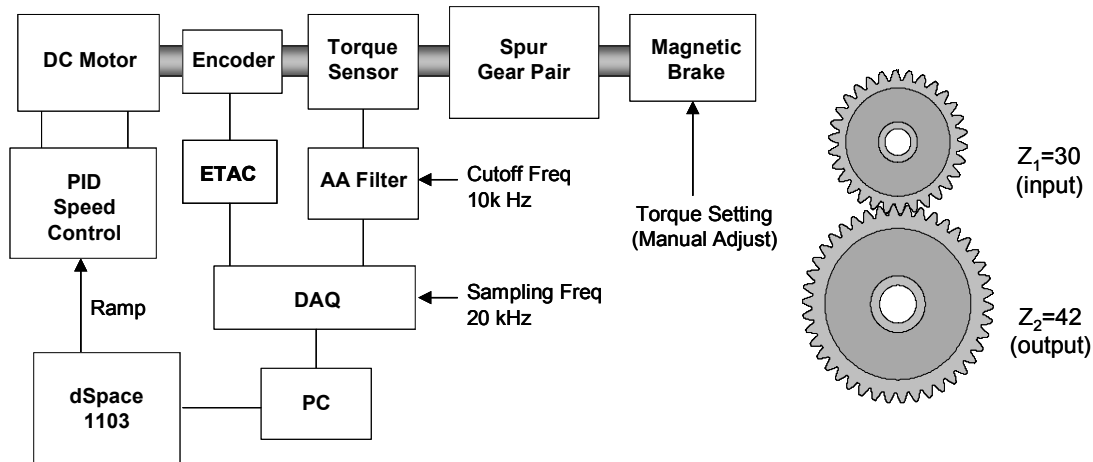 DC Motor
Encoder
Torque
Sensor
Spur
Gear Pair
Magnetic
Brake
PID
Speed
Control
ETAC
AA Filter
Cutoff Freq
10k Hz
Torque Setting
(Manual Adjust)
Z₁=30
(input)
Ramp
DAQ
Sampling Freq
20 kHz
Z₂=42
(output)
dSpace
1103
PC